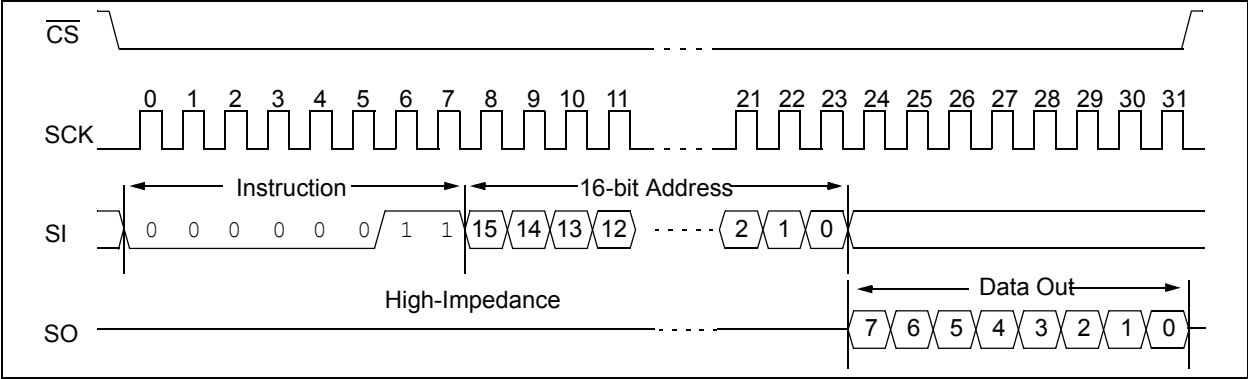 CS
0 1 2 3 4 5 6 7 8 9 10 11 21 22 23 24 25 26 27 28 29 30 31
SCK
Instruction 16-bit Address
SI 0 0 0 0 0 0 1 1 15 14 13 12 2 1 0
High-Impedance Data Out
SO 7 6 5 4 3 2 1 0